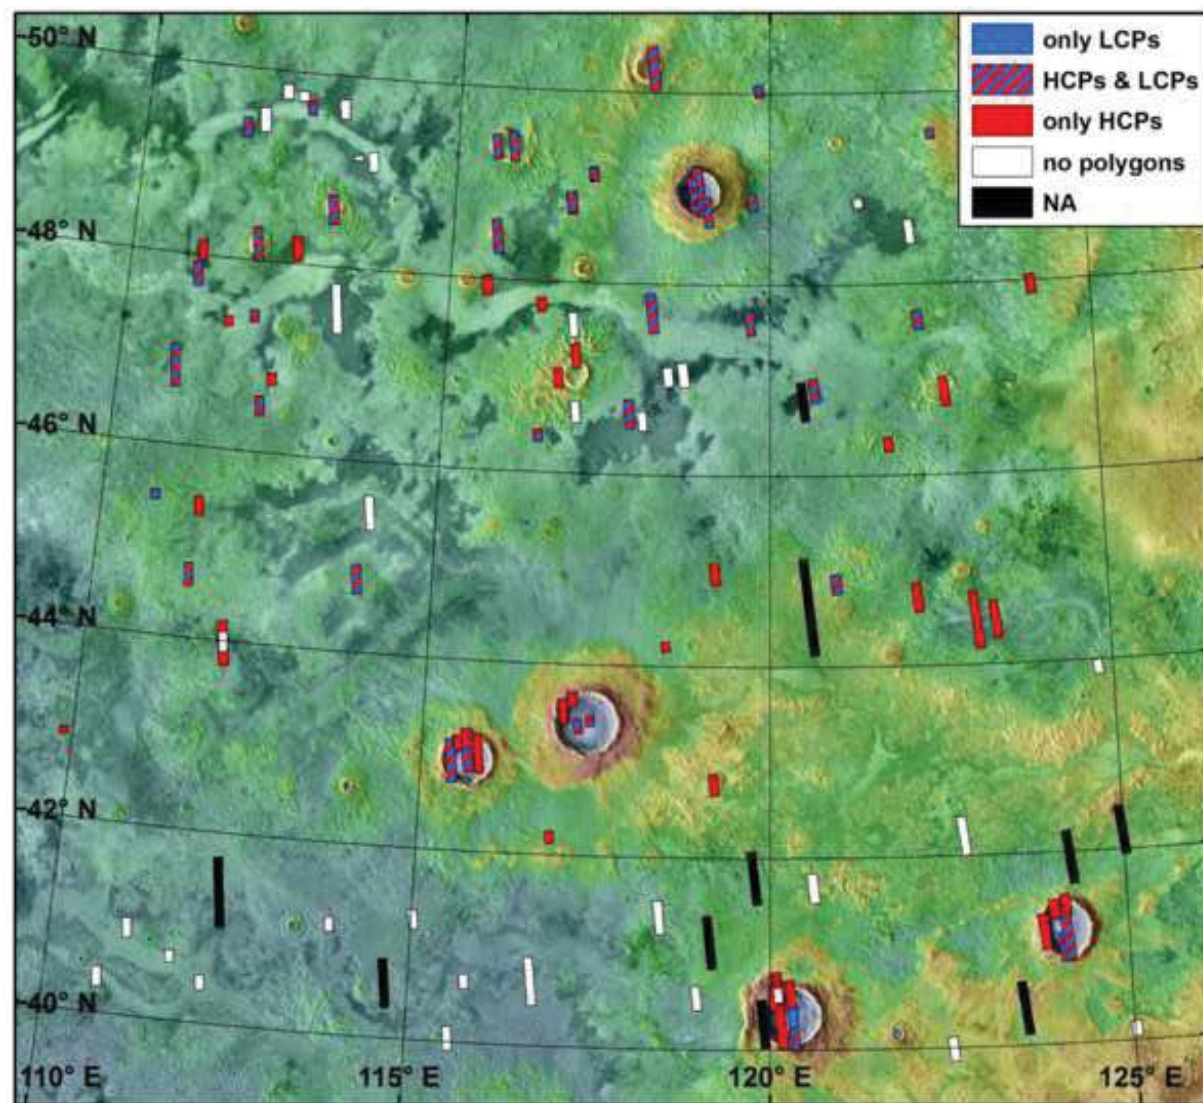 50° N
48° N
46° N
44° N
42° N
40° N
110° E
115° E
120° E
125° E
only LCPs
HCPs & LCPs
only HCPs
no polygons
NA